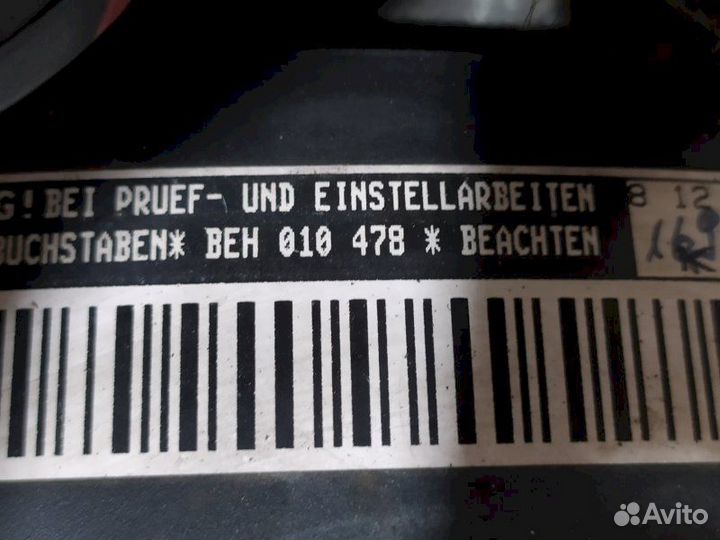 G! BEI PRUEF- UND EINSTELLARBEITEN
BUCHSTABEN* BEH 010 478 * BEACHTEN
8 12
Avito